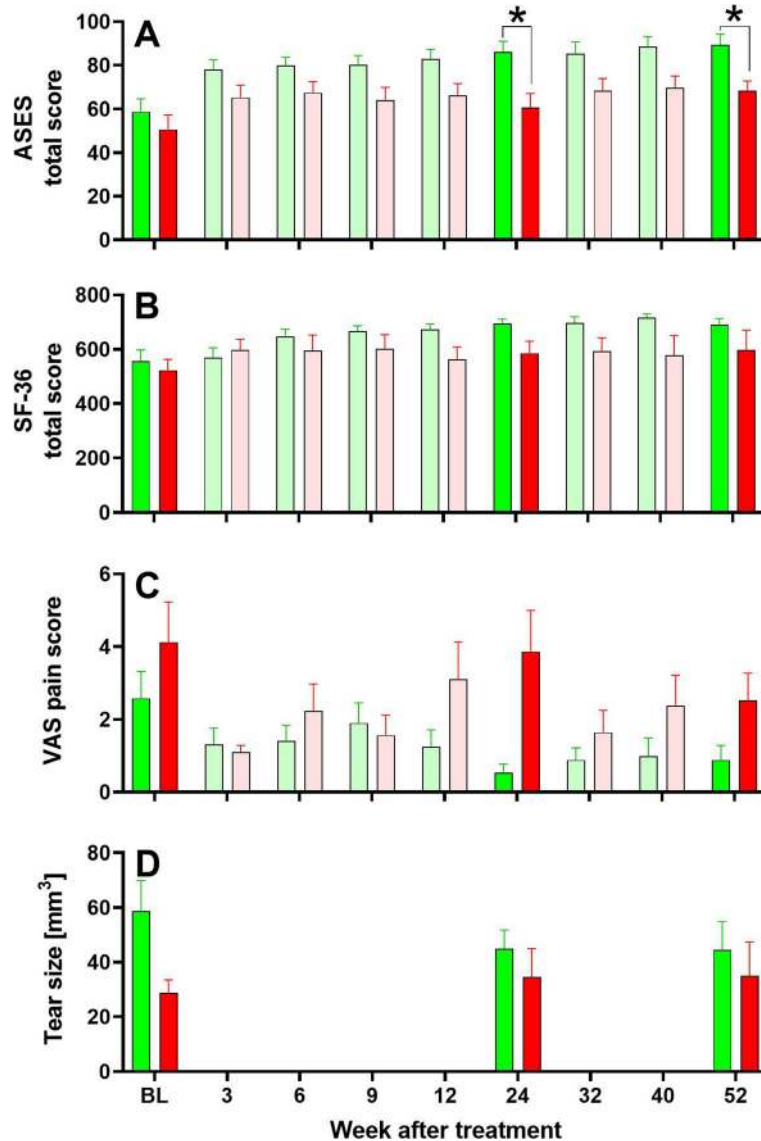 A
ASES
total score
100
80
60
40
20
0
*
*
B
SF-36
total score
800
600
400
200
0
C
VAS pain score
6
4
2
0
D
Tear size [mm³]
80
60
40
20
0
BL 3 6 9 12 24 32 40 52
Week after treatment